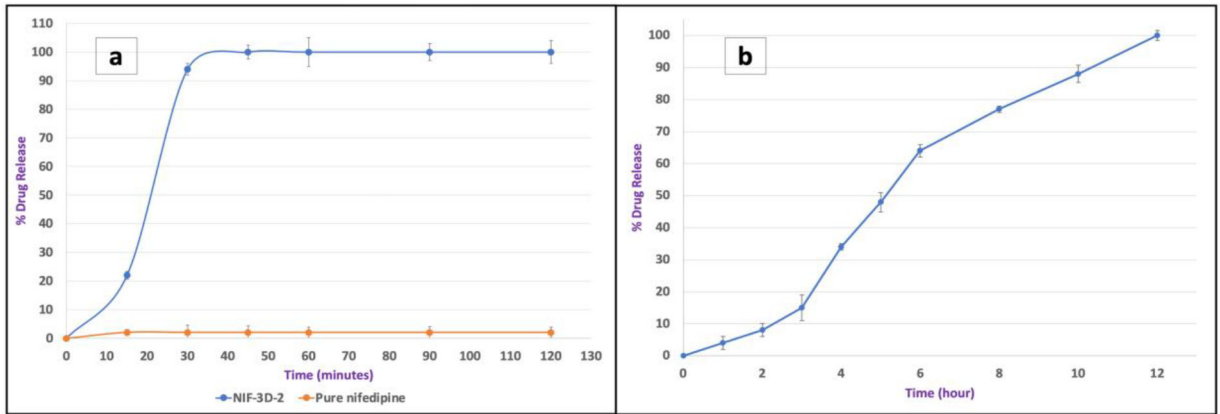 a
% Drug Release
110
100
90
80
70
60
50
40
30
20
10
0
0 10 20 30 40 50 60 70 80 90 100 110 120 130
Time (minutes)
NIF-3D-2 Pure nifedipine
b
% Drug Release
100
90
80
70
60
50
40
30
20
10
0
0 2 4 6 8 10 12
Time (hour)